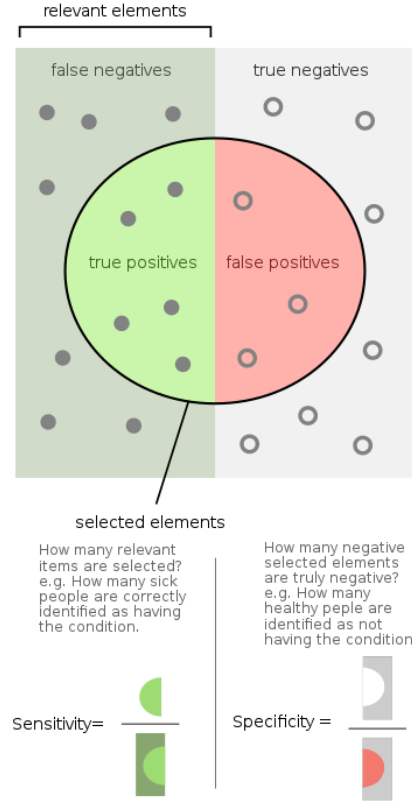 relevant elements
false negatives
true negatives
true positives
false positives
selected elements
How many relevant
items are selected?
e.g. How many sick
people are correctly
identified as having
the condition.
How many negative
selected elements
are truly negative?
e.g. How many
healthy peple are
identified as not
having the condition
Sensitivity=
Specificity =